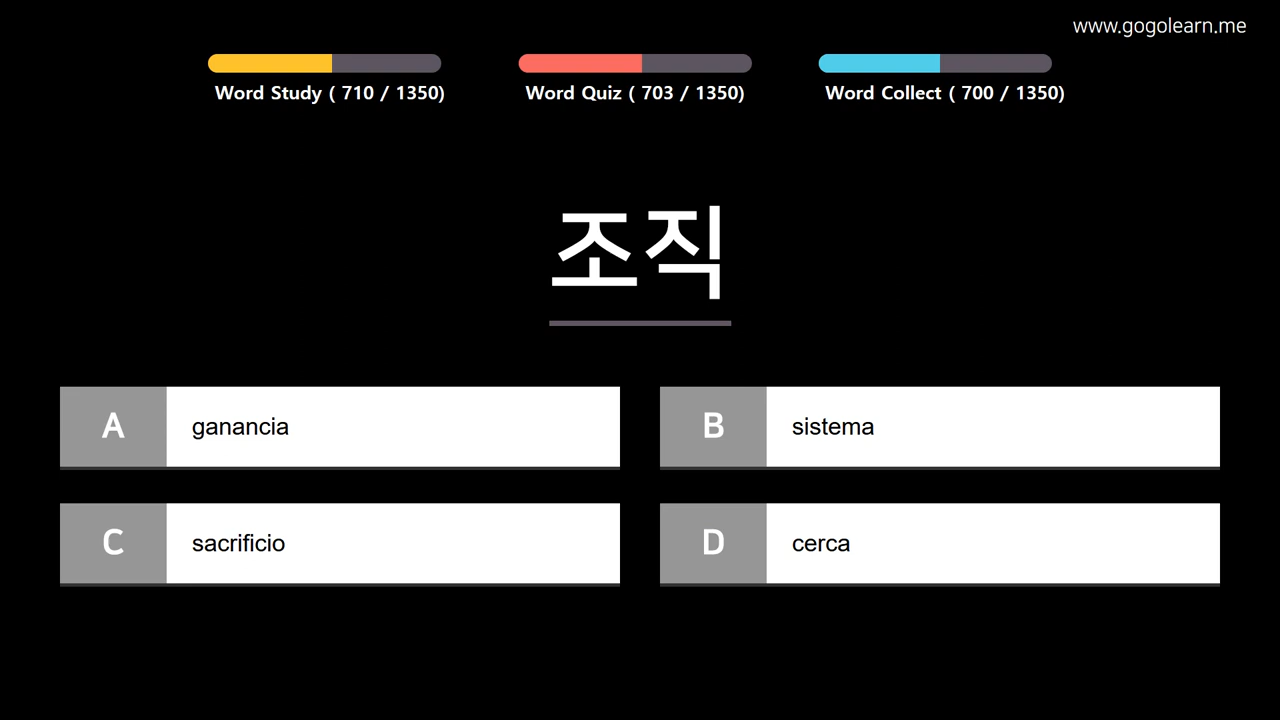 www.gogolearn.me
Word Study ( 710 / 1350)
Word Quiz ( 703 / 1350)
Word Collect ( 700 / 1350)
조직
A ganancia
B sistema
C sacrificio
D cerca